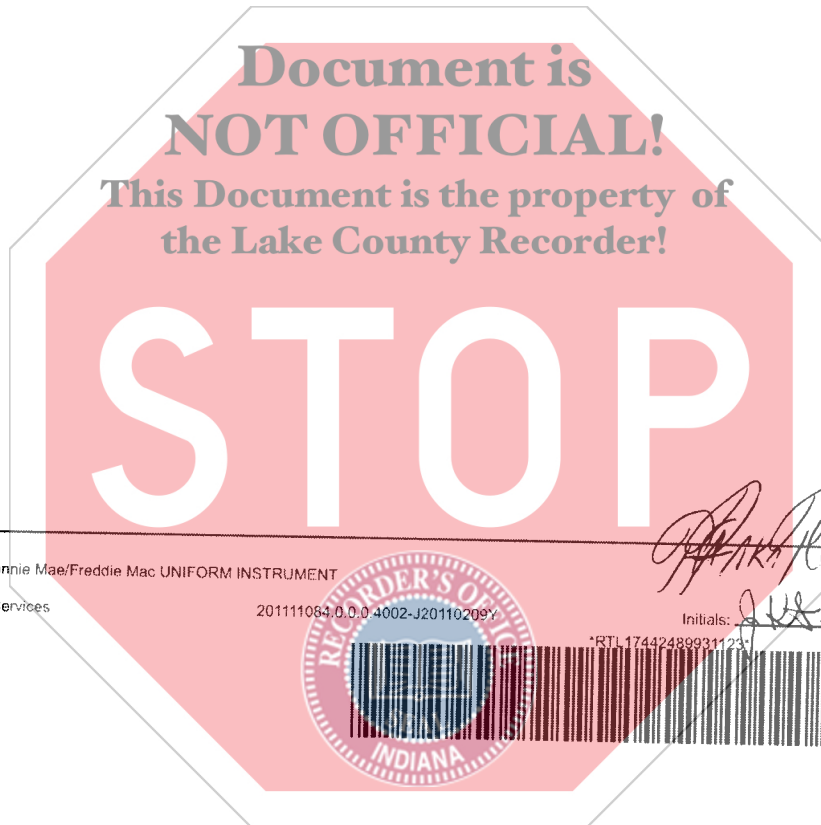 Document is
NOT OFFICIAL!
This Document is the property of
the Lake County Recorder!
STOP
nnie Mae/Freddie Mac UNIFORM INSTRUMENT
ervices
201111084.0.0.0.4002-J20110209Y
Initials:
*RTL17442489931123*
RECORDER'S OFFICE
SEAL
INDIANA